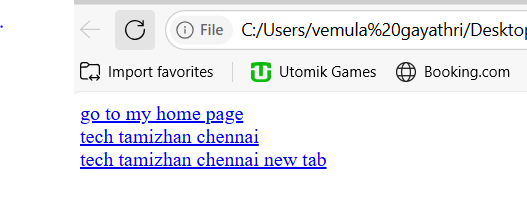 File C:/Users/vemula%20gayathri/Desktop
Import favorites Utomik Games Booking.com
go to my home page
tech tamizhan chennai
tech tamizhan chennai new tab